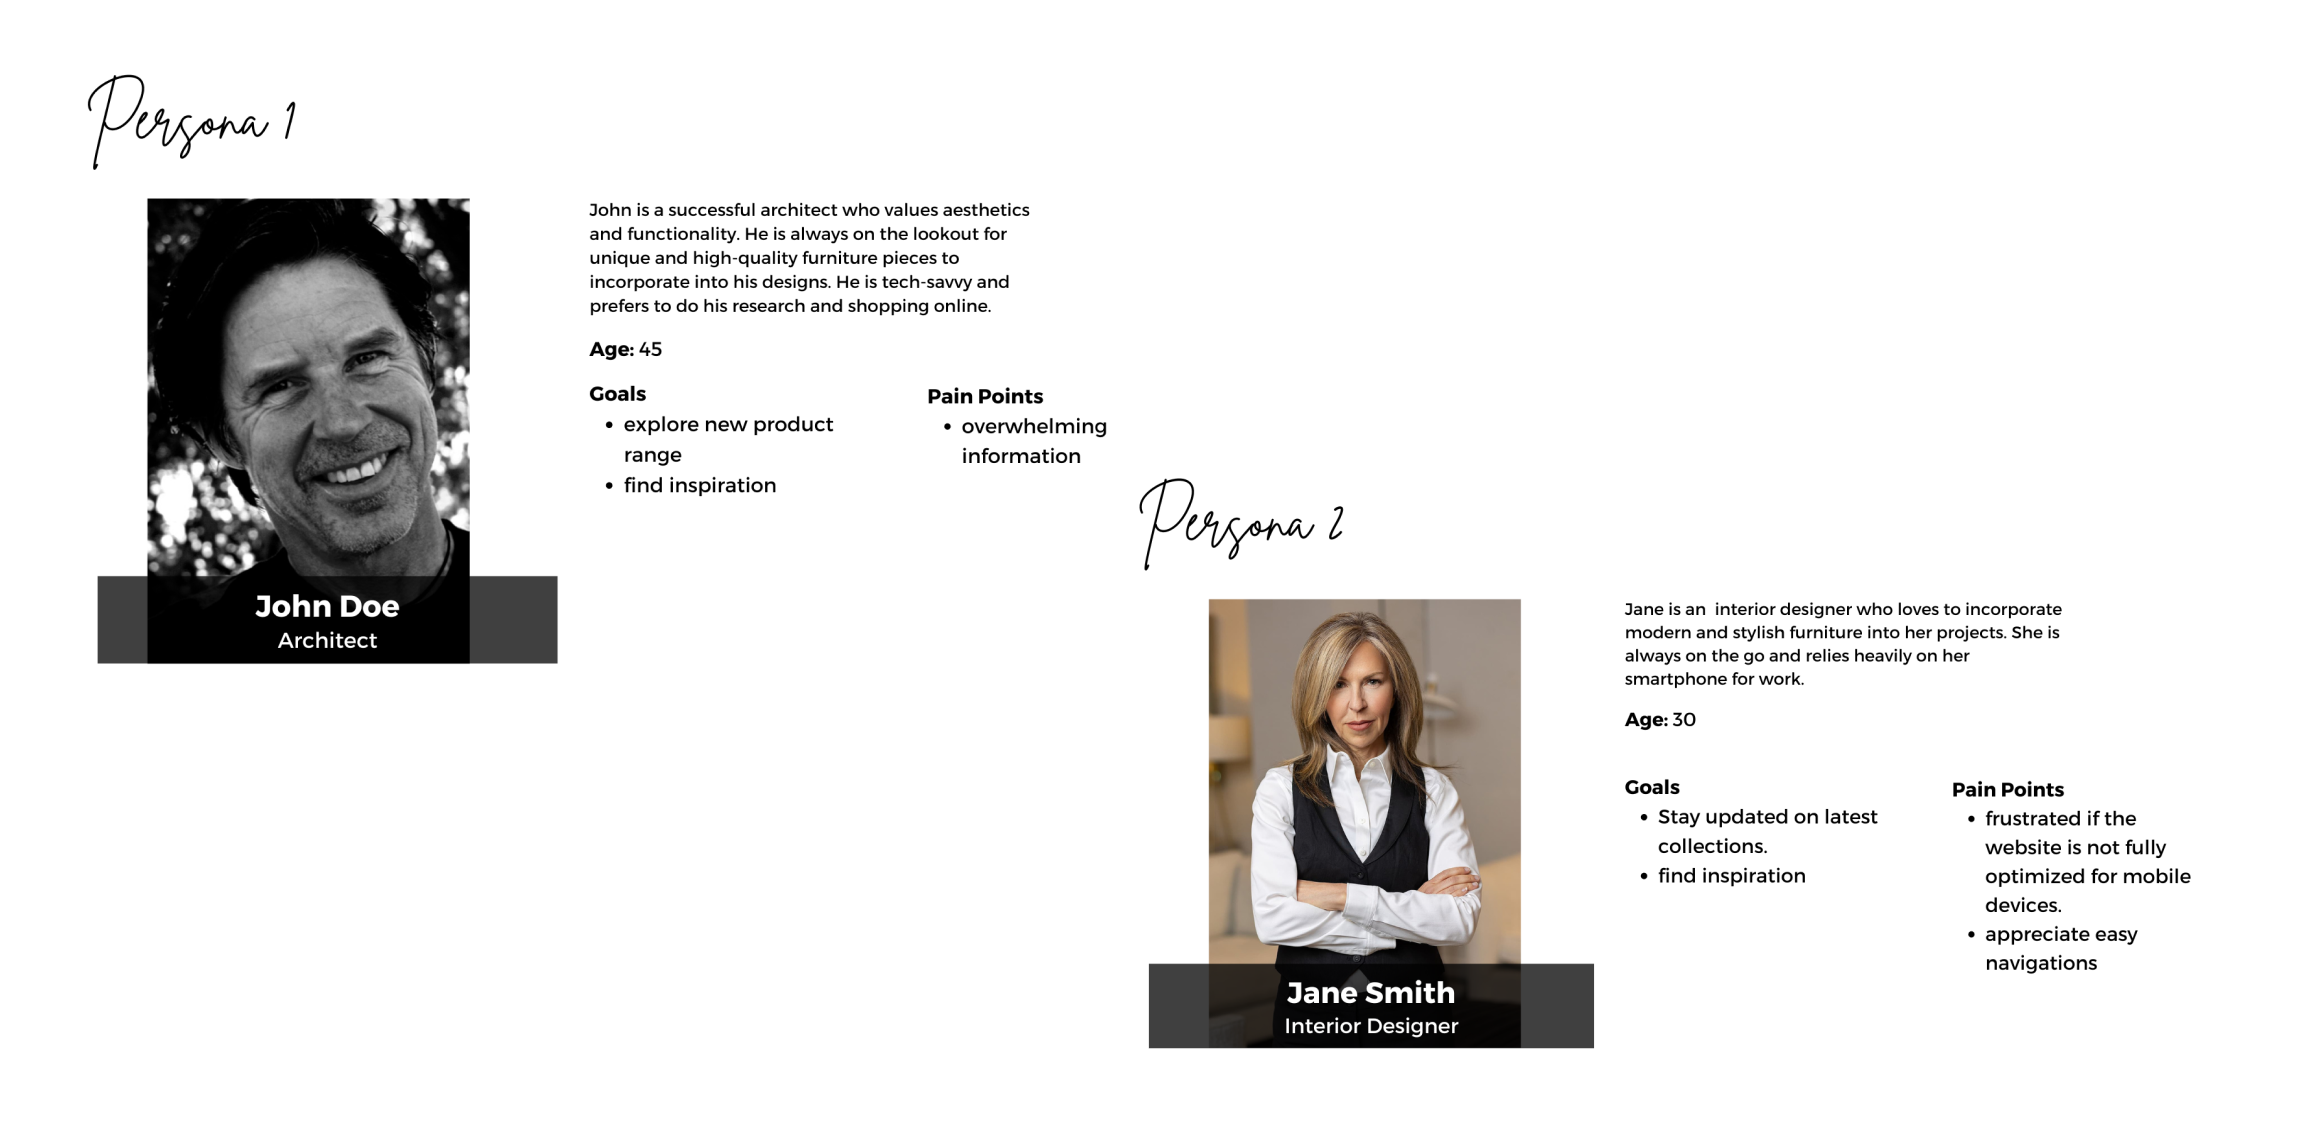 Persona 1
John is a successful architect who values aesthetics
and functionality. He is always on the lookout for
unique and high-quality furniture pieces to
incorporate into his designs. He is tech-savvy and
prefers to do his research and shopping online.
Age: 45
Goals
• explore new product
range
• find inspiration
Pain Points
• overwhelming
information
John Doe
Architect
Persona 2
Jane is an  interior designer who loves to incorporate
modern and stylish furniture into her projects. She is
always on the go and relies heavily on her
smartphone for work.
Age: 30
Goals
• Stay updated on latest
collections.
• find inspiration
Pain Points
• frustrated if the
website is not fully
optimized for mobile
devices.
• appreciate easy
navigations
Jane Smith
Interior Designer